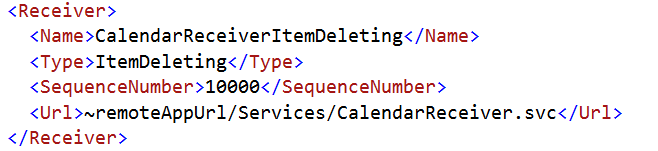 <Receiver>
<Name>CalendarReceiverItemDeleting</Name>
<Type>ItemDeleting</Type>
<SequenceNumber>10000</SequenceNumber>
<Url>~remoteAppUrl/Services/CalendarReceiver.svc</Url>
</Receiver>